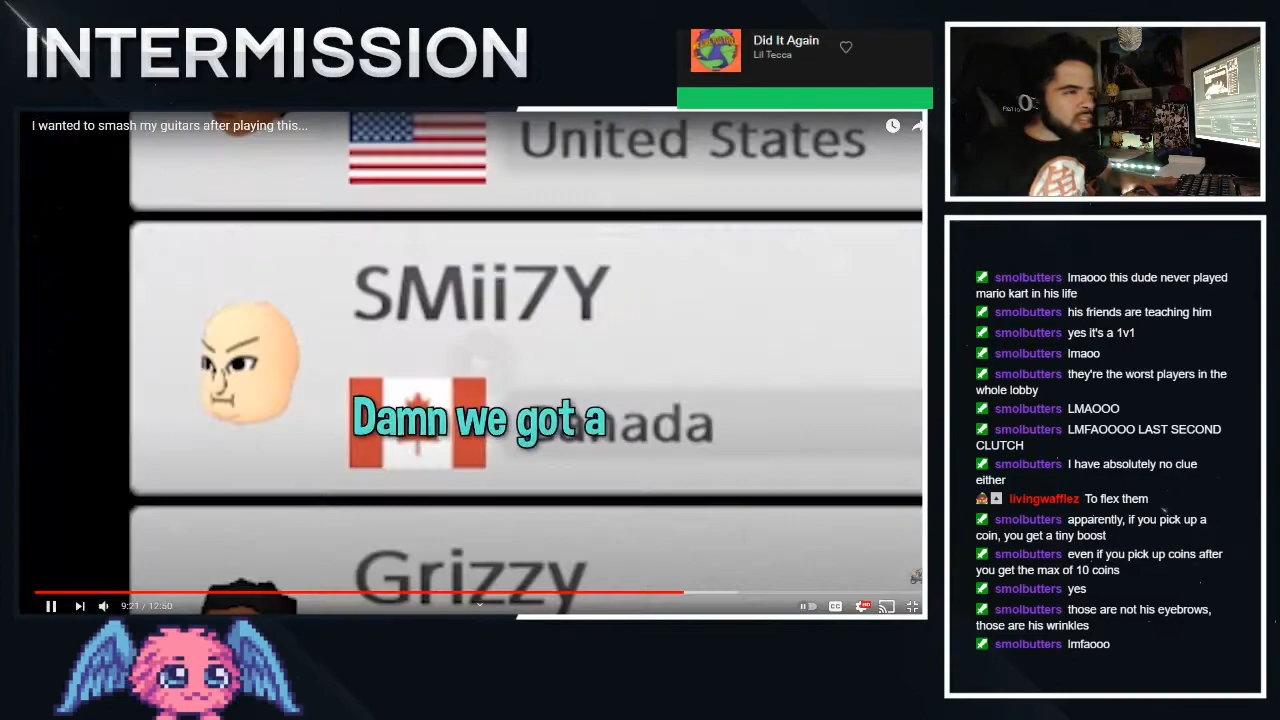 INTERMISSION
Did It Again
Lil Tecca
I wanted to smash my guitars after playing this...
United States
SMii7Y
Damn we got a
Canada
Grizzy
9:21 / 12:50
CC
smolbutters lmaooo this dude never played
mario kart in his life
smolbutters his friends are teaching him
smolbutters yes it's a 1v1
smolbutters lmaoo
smolbutters they're the worst players in the
whole lobby
smolbutters LMAOOO
smolbutters LMFAOOOO LAST SECOND
CLUTCH
smolbutters I have absolutely no clue
either
livingwafflez To flex them
smolbutters apparently, if you pick up a
coin, you get a tiny boost
smolbutters even if you pick up coins after
you get the max of 10 coins
smolbutters yes
smolbutters those are not his eyebrows,
those are his wrinkles
smolbutters lmfaooo